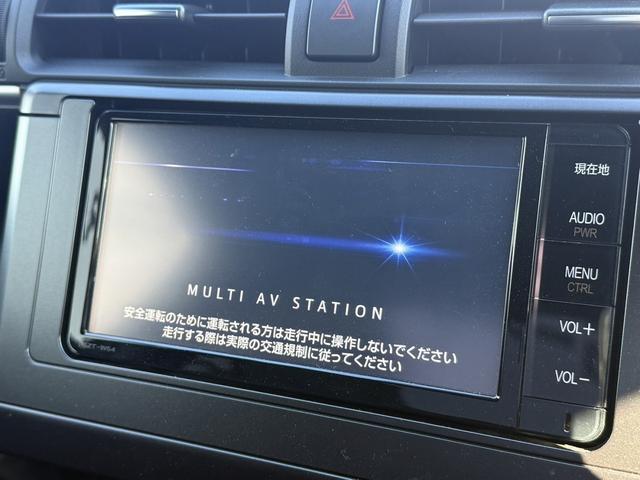 現在地
AUDIO
PWR
MENU
CTRL
VOL+
VOL-
MULTI AV STATION
安全運転のために運転される方は走行中に操作しないでください
走行する際は実際の交通規制に従ってください